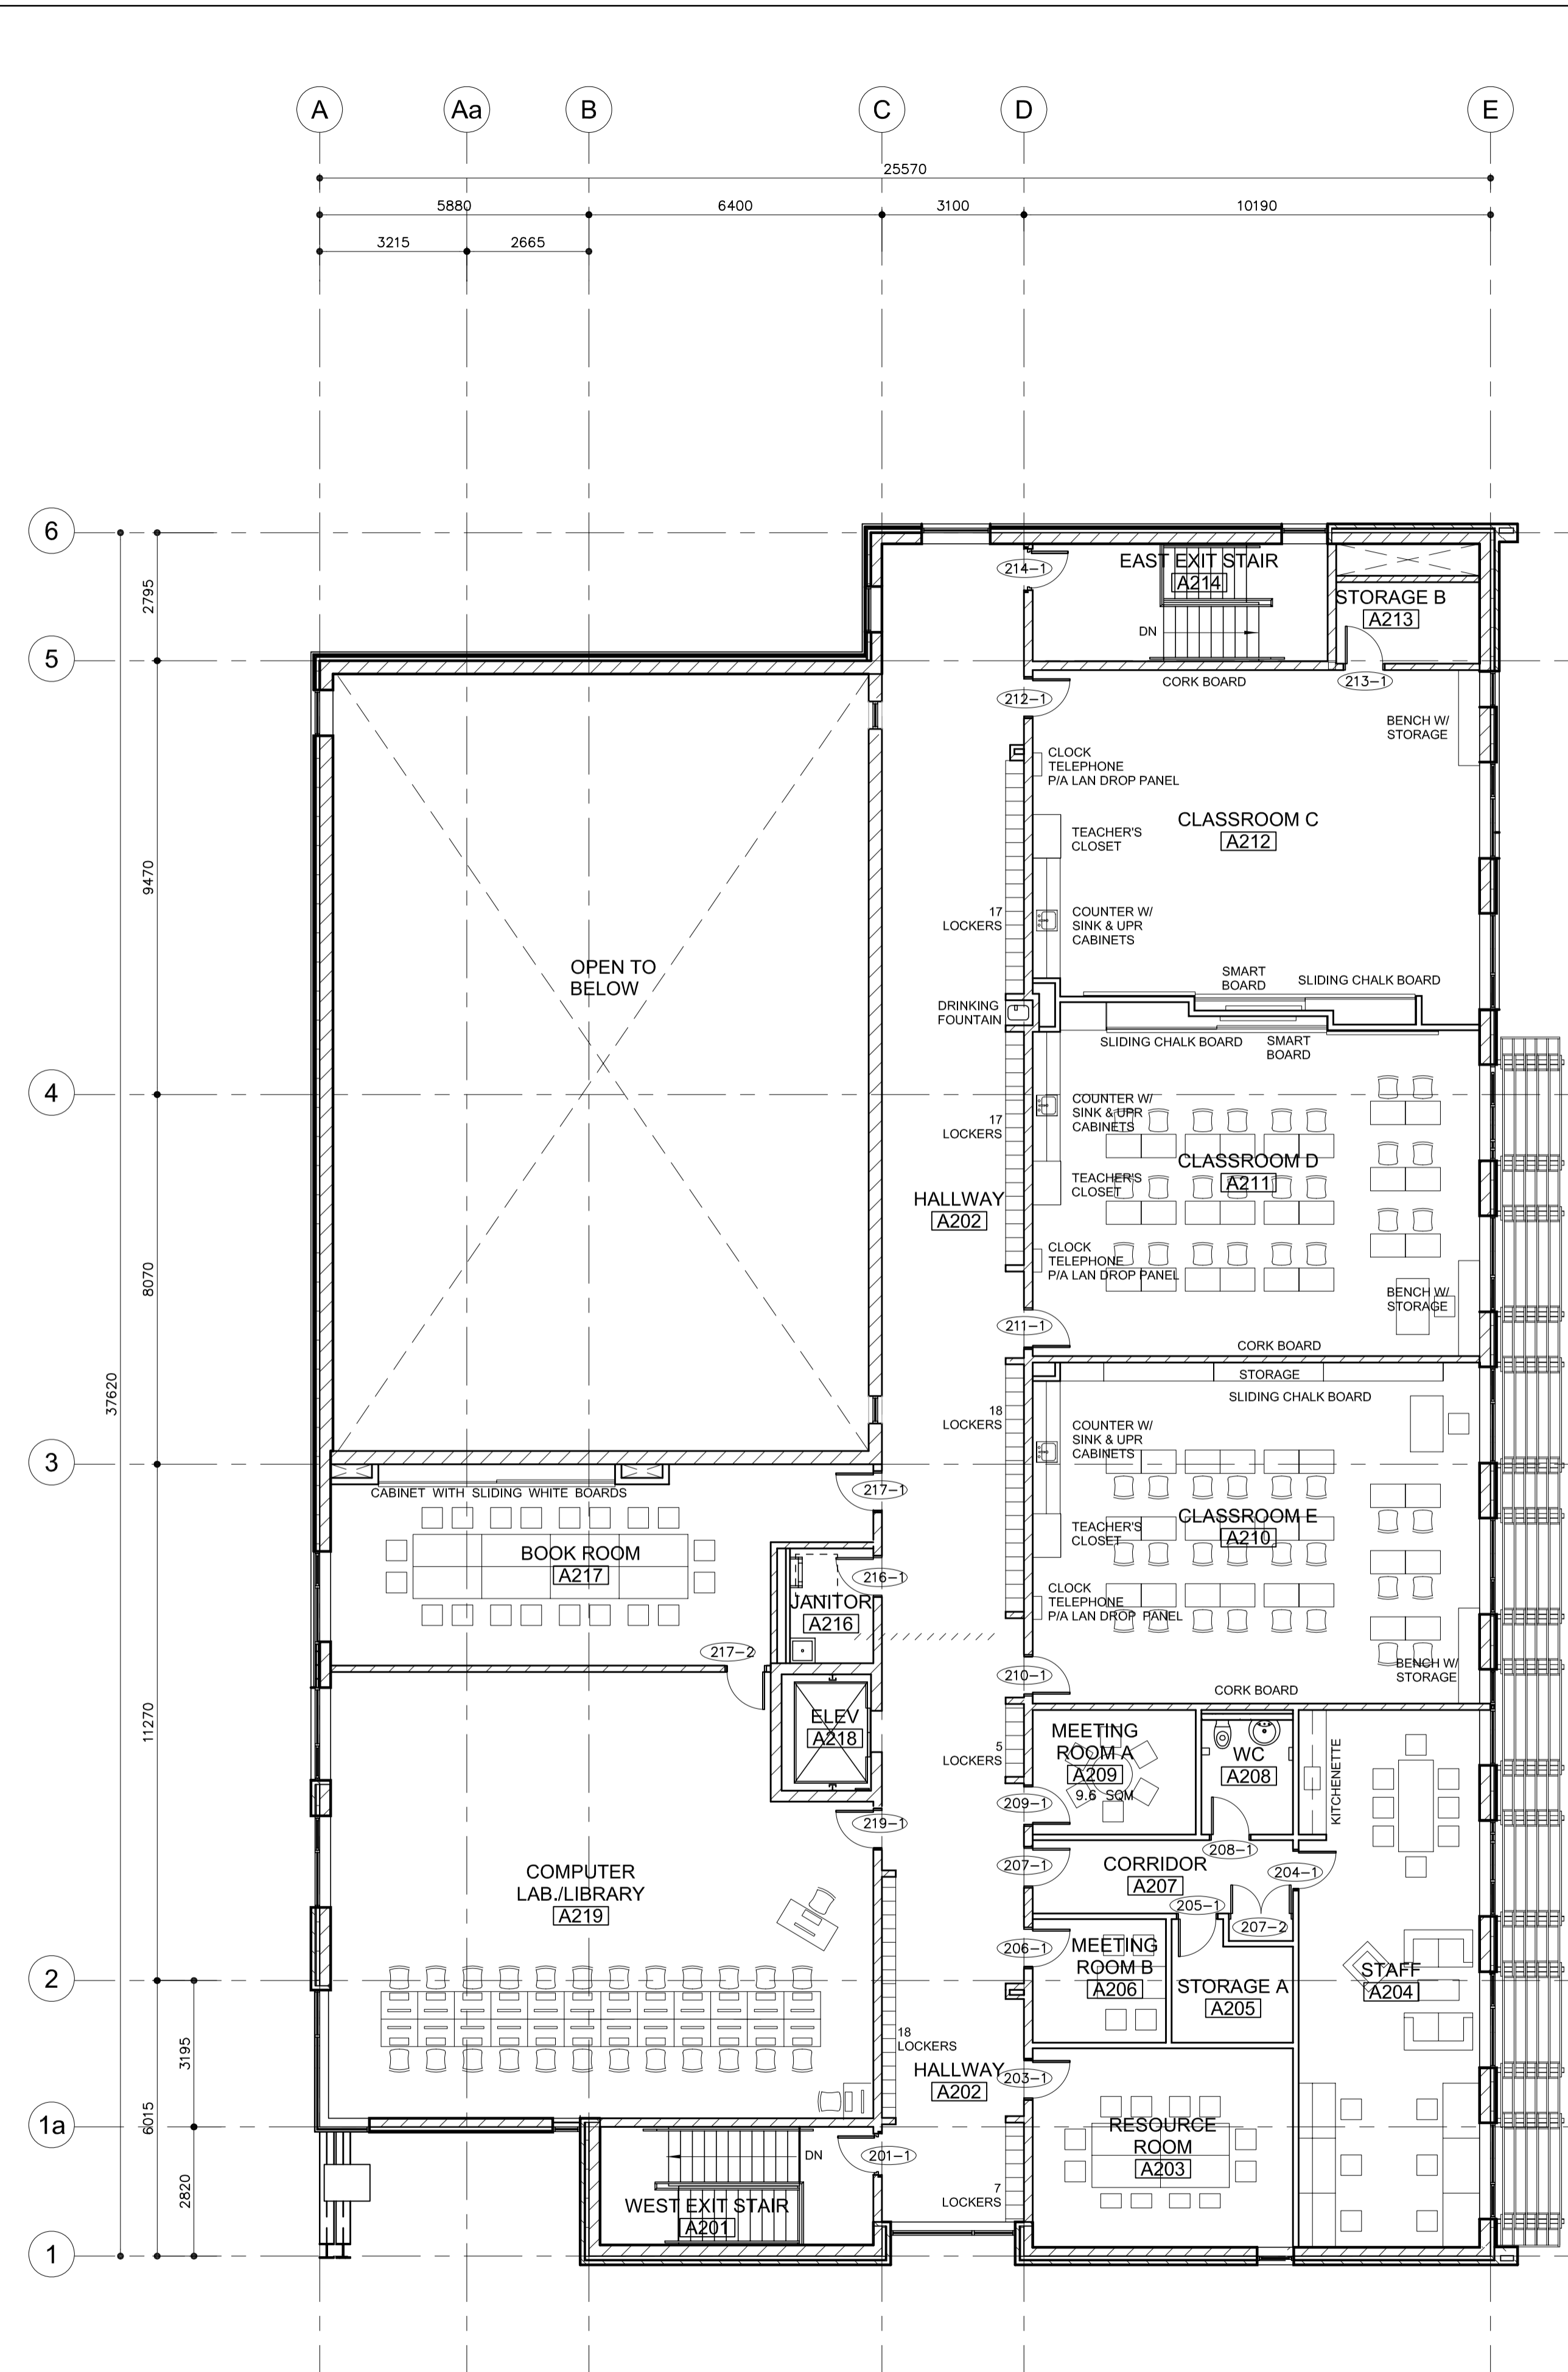 A
Aa
B
C
D
E
25570
5880
6400
3100
10190
3215
2665
6
214-1
EAST EXIT STAIR
A214
2795
STORAGE B
A213
DN
5
213-1
CORK BOARD
212-1
BENCH W/
STORAGE
CLOCK
TELEPHONE
P/A LAN DROP PANEL
CLASSROOM C
A212
TEACHER'S
CLOSET
9470
17
LOCKERS
COUNTER W/
SINK & UPR
CABINETS
OPEN TO
BELOW
SMART
BOARD
SLIDING CHALK BOARD
DRINKING
FOUNTAIN
SLIDING CHALK BOARD
SMART
BOARD
4
COUNTER W/
SINK & UPR
CABINETS
17
LOCKERS
CLASSROOM D
A211
TEACHER'S
CLOSET
HALLWAY
A202
CLOCK
TELEPHONE
P/A LAN DROP PANEL
8070
BENCH W/
STORAGE
211-1
CORK BOARD
STORAGE
37620
SLIDING CHALK BOARD
18
LOCKERS
COUNTER W/
SINK & UPR
CABINETS
3
217-1
CABINET WITH SLIDING WHITE BOARDS
CLASSROOM E
A210
TEACHER'S
CLOSET
BOOK ROOM
A217
216-1
CLOCK
TELEPHONE
P/A LAN DROP PANEL
JANITOR
A216
217-2
BENCH W/
STORAGE
210-1
CORK BOARD
11270
ELEV
A218
MEETING
ROOM A
A209
9.6 SQM
5
LOCKERS
WC
A208
KITCHENETTE
209-1
219-1
208-1
207-1
CORRIDOR
A207
204-1
COMPUTER
LAB./LIBRARY
A219
205-1
207-2
206-1
MEETING
ROOM B
A206
2
STORAGE A
A205
STAFF
A204
18
LOCKERS
3195
HALLWAY
A202
203-1
6015
1a
RESOURCE
ROOM
A203
201-1
DN
2820
7
LOCKERS
WEST EXIT STAIR
A201
1